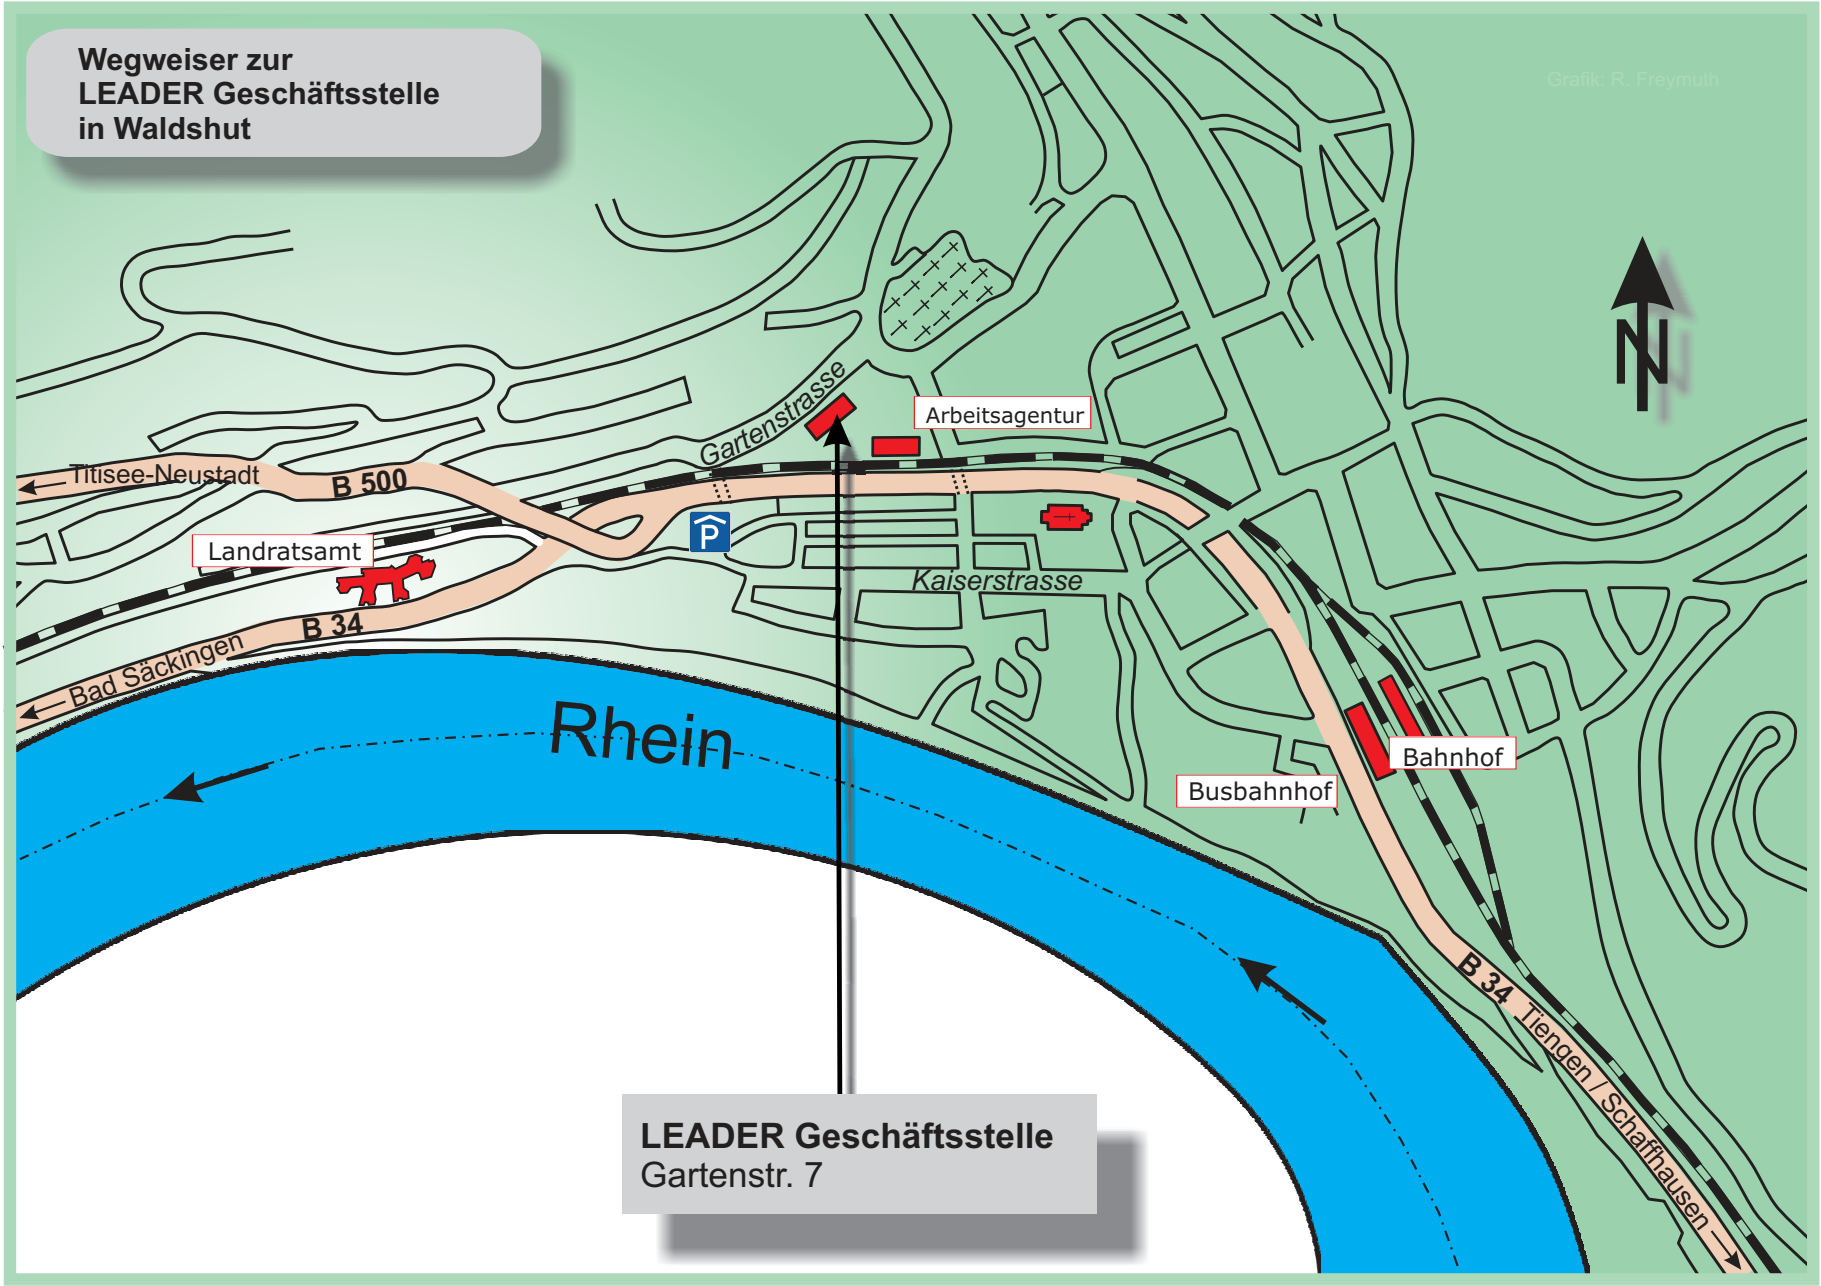 Wegweiser zur
LEADER Geschäftsstelle
in Waldshut
Grafik: R. Freymuth
N
Gartenstrasse
Arbeitsagentur
Titisee-Neustadt
B 500
P
Landratsamt
Kaiserstrasse
B 34
Bad Säckingen
Rhein
Bahnhof
Busbahnhof
B 34
Tiengen / Schaffhausen
LEADER Geschäftsstelle
Gartenstr. 7